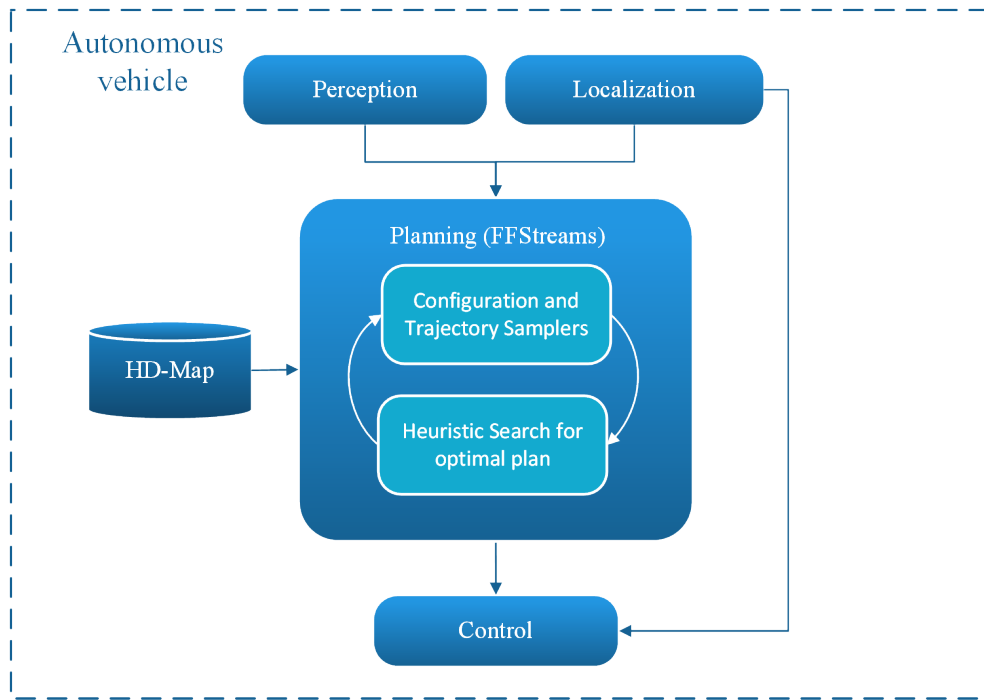 Autonomous
vehicle
Perception
Localization
Planning (FFStreams)
Configuration and
Trajectory Samplers
HD-Map
Heuristic Search for
optimal plan
Control